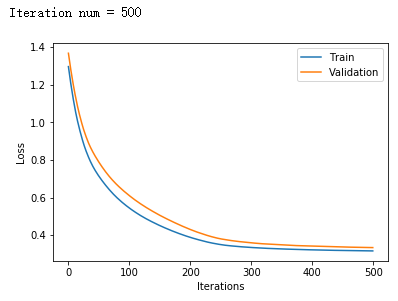 Iteration num = 500
1.4
1.2
1.0
0.8
0.6
0.4
Loss
Train
Validation
0 100 200 300 400 500
Iterations